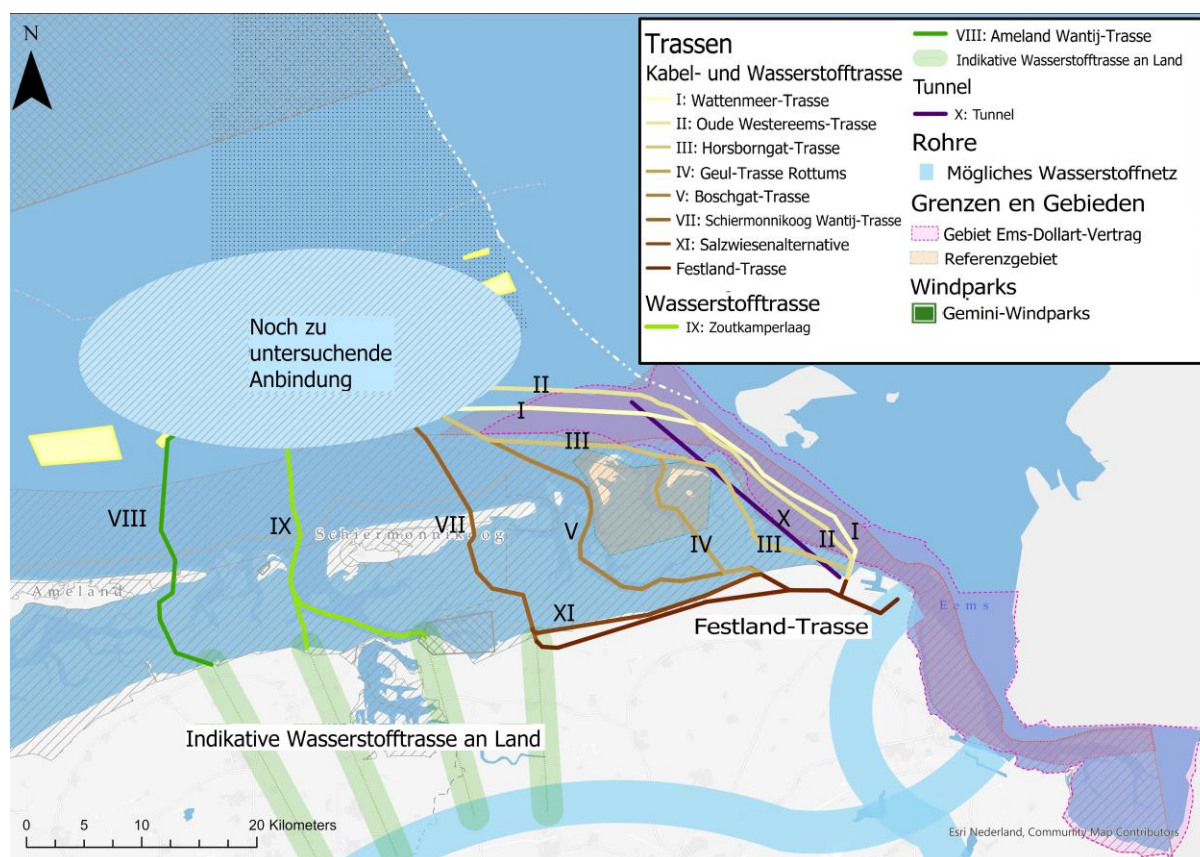 N
Trassen
Kabel- und Wasserstofftrasse
I: Wattenmeer-Trasse
II: Oude Westereems-Trasse
III: Horsborngat-Trasse
IV: Geul-Trasse Rottums
V: Boschgat-Trasse
VII: Schiermonnikoog Wantij-Trasse
XI: Salzwiesenalternative
Festland-Trasse
Wasserstofftrasse
IX: Zoutkamperlaag
VIII: Ameland Wantij-Trasse
Indikative Wasserstofftrasse an Land
Tunnel
X: Tunnel
Rohre
Mögliches Wasserstoffnetz
Grenzen en Gebieden
Gebiet Ems-Dollart-Vertrag
Referenzgebiet
Windparks
Gemini-Windparks
Noch zu
untersuchende
Anbindung
II
I
III
VIII
IX
Schiermonnikoog
VII
V
IV
III
X
II
I
Ameland
XI
Eems
Festland-Trasse
Indikative Wasserstofftrasse an Land
0 5 10 20 Kilometers
Esri Nederland, Community Map Contributors